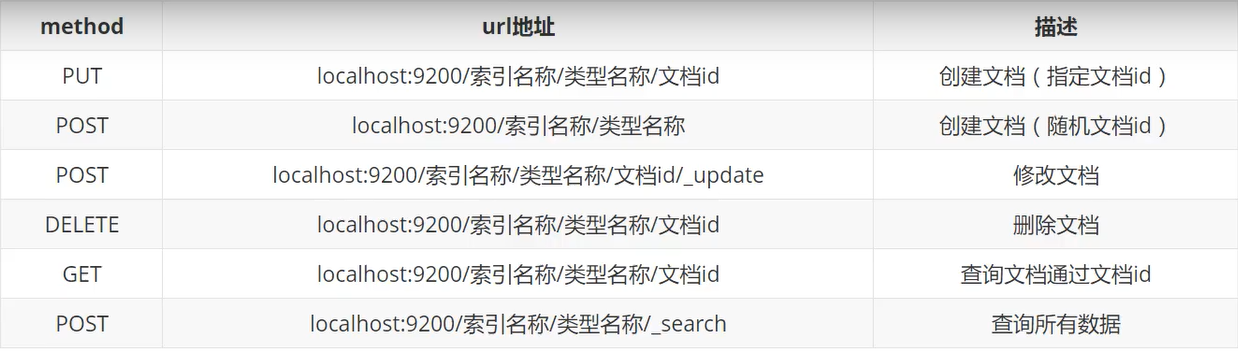 method url地址 描述
PUT localhost:9200/索引名称/类型名称/文档id 创建文档（指定文档id）
POST localhost:9200/索引名称/类型名称 创建文档（随机文档id）
POST localhost:9200/索引名称/类型名称/文档id/_update 修改文档
DELETE localhost:9200/索引名称/类型名称/文档id 删除文档
GET localhost:9200/索引名称/类型名称/文档id 查询文档通过文档id
POST localhost:9200/索引名称/类型名称/_search 查询所有数据